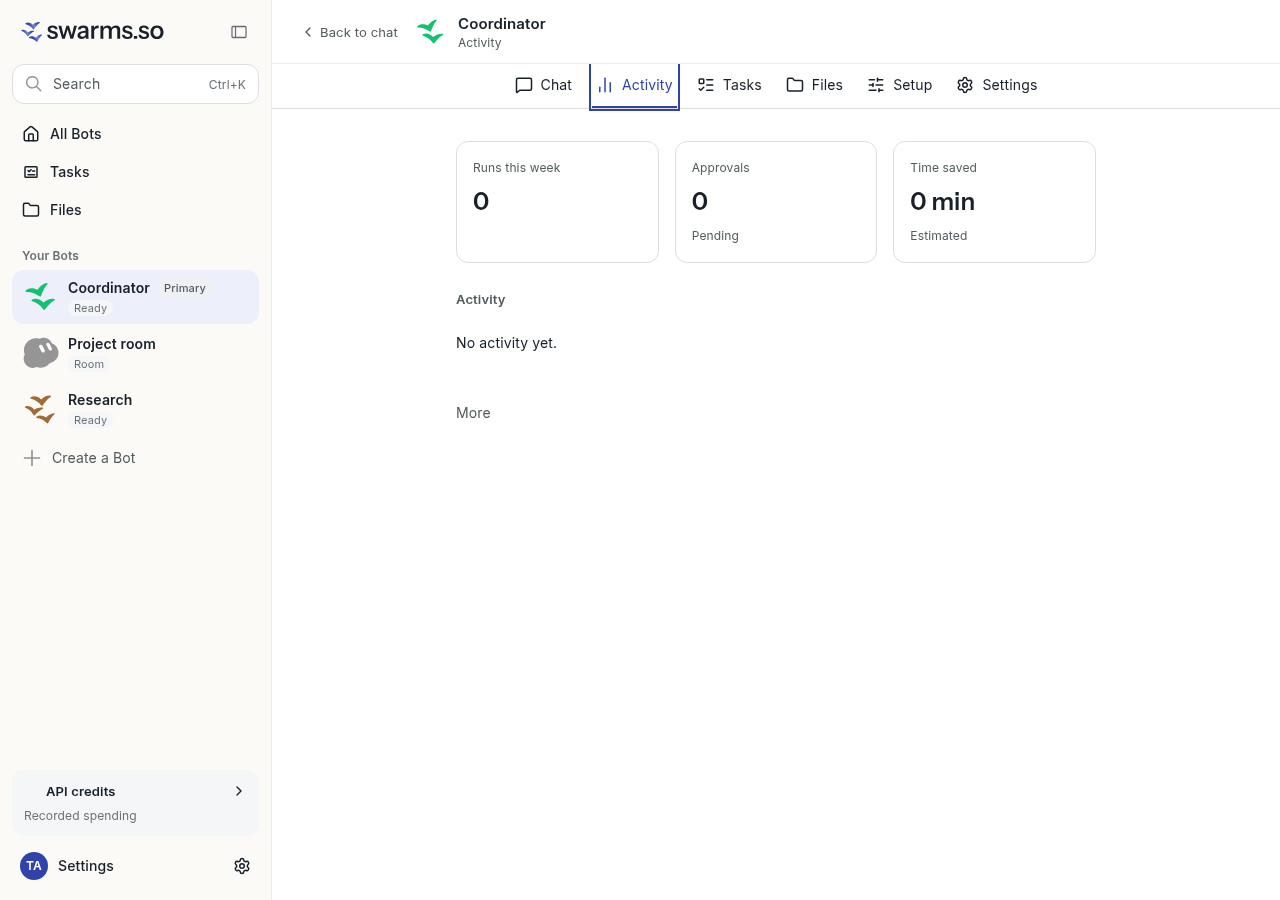 swarms.so
Search Ctrl+K
All Bots
Tasks
Files
Your Bots
Coordinator Primary
Ready
Project room
Room
Research
Ready
Create a Bot
API credits
Recorded spending
TA Settings
Back to chat
Coordinator
Activity
Chat Activity Tasks Files Setup Settings
Runs this week
0
Approvals
0
Pending
Time saved
0 min
Estimated
Activity
No activity yet.
More